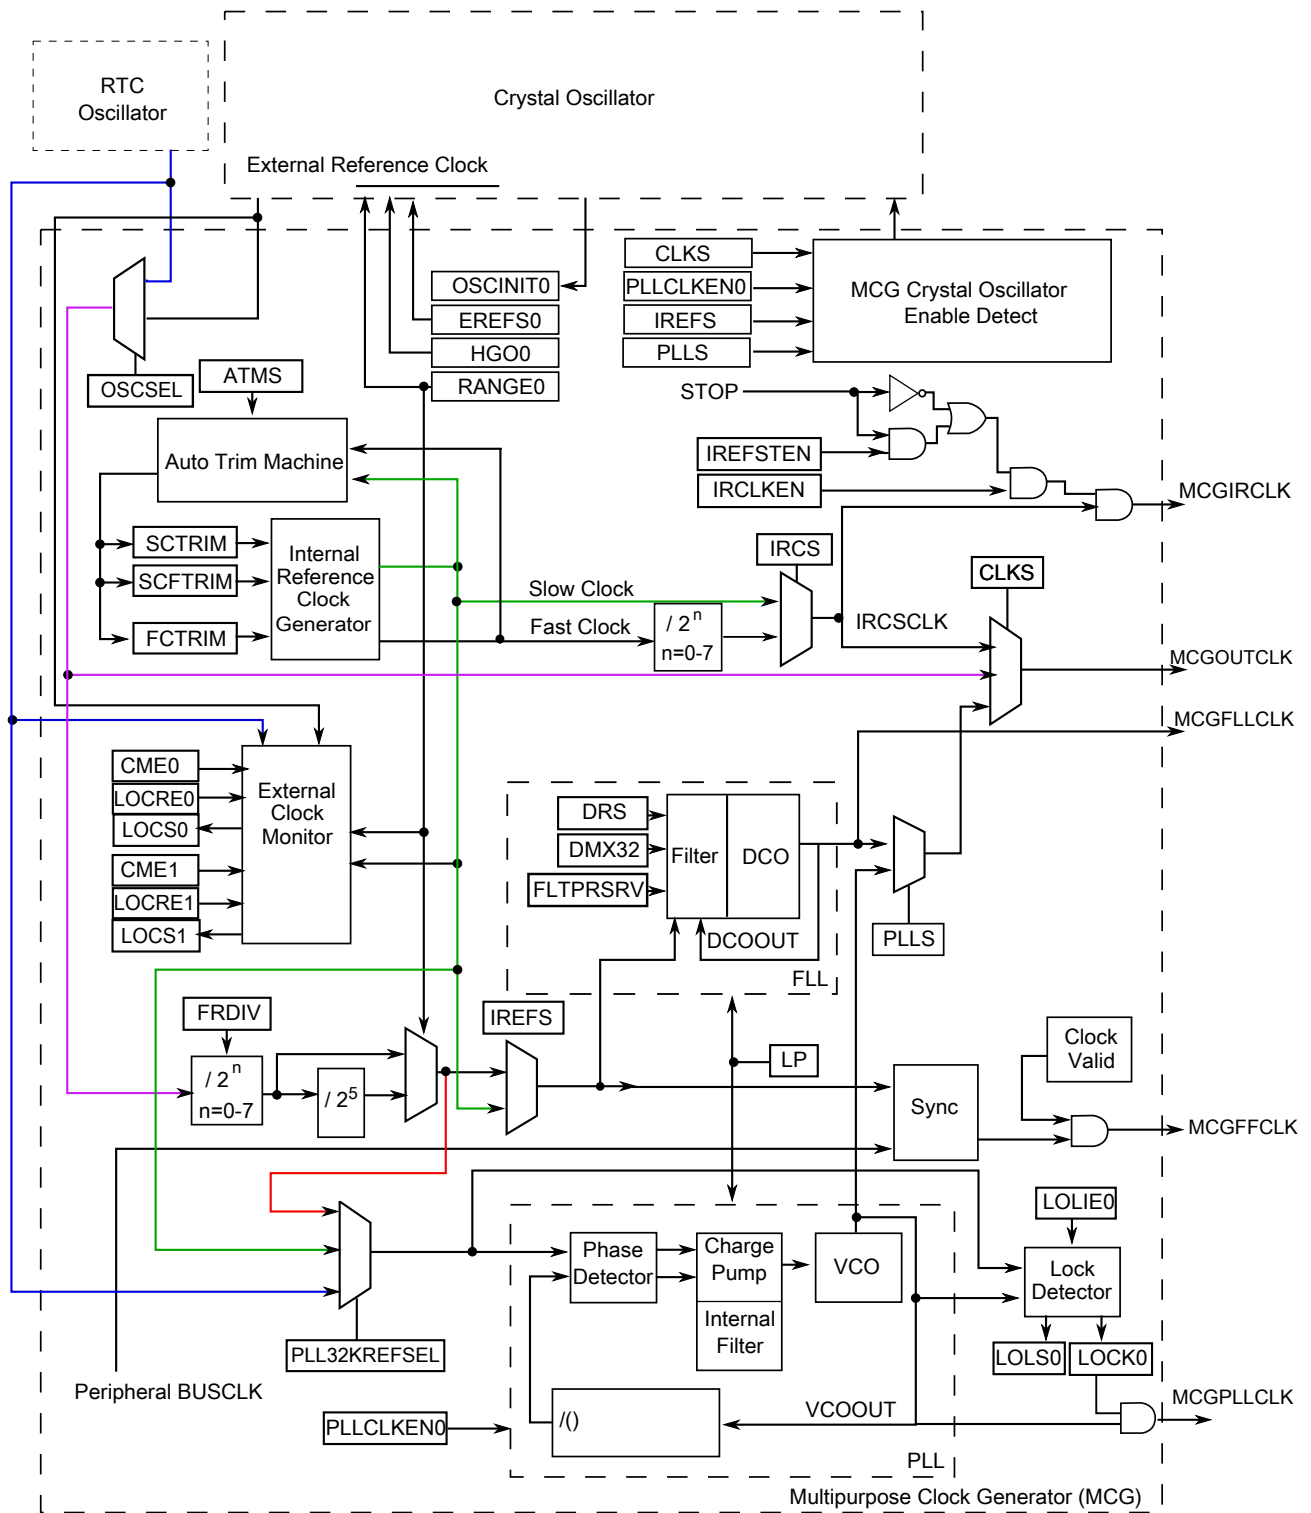 RTC
Oscillator
Crystal Oscillator
External Reference Clock
CLKS
PLLCLKEN0
IREFS
PLLS
MCG Crystal Oscillator
Enable Detect
OSCINIT0
EREFS0
HGO0
RANGE0
OSCSEL
ATMS
STOP
Auto Trim Machine
IREFSTEN
IRCLKEN
MCGIRCLK
SCTRIM
SCFTRIM
FCTRIM
Internal
Reference
Clock
Generator
IRCS
CLKS
Slow Clock
Fast Clock
/ 2n
n=0-7
IRCSCLK
MCGOUTCLK
MCGFLLCLK
CME0
LOCRE0
LOCS0
CME1
LOCRE1
LOCS1
External
Clock
Monitor
DRS
DMX32
FLTPRSRV
Filter
DCO
DCOOUT
FLL
PLLS
FRDIV
/ 2n
n=0-7
/ 25
IREFS
LP
Clock
Valid
Sync
MCGFFCLK
LOLIE0
Phase
Detector
Charge
Pump
Internal
Filter
VCO
Lock
Detector
LOLS0
LOCK0
PLL32KREFSEL
Peripheral BUSCLK
PLLCLKEN0
/()
VCOOUT
MCGPLLCLK
PLL
Multipurpose Clock Generator (MCG)